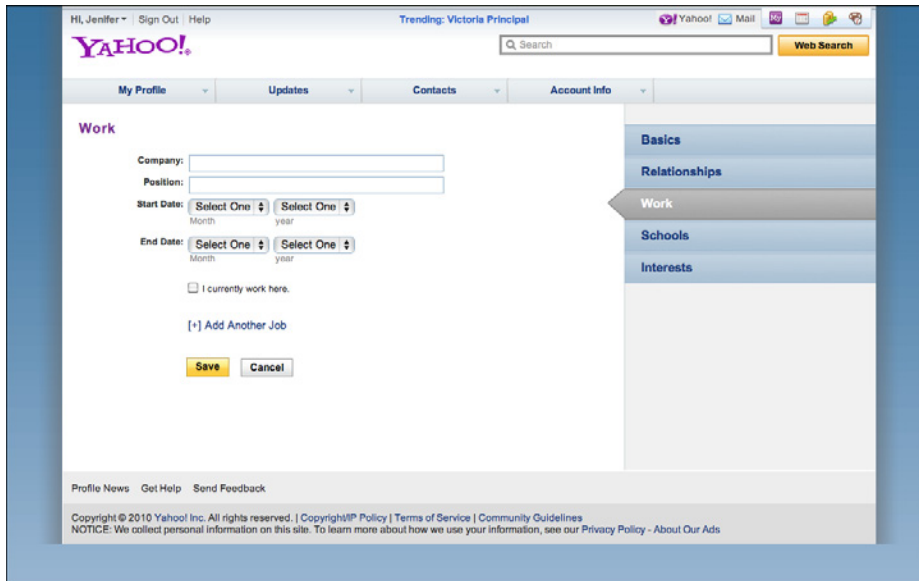 Hi, Jenifer Sign Out Help Trending: Victoria Principal Yahoo! Mail My
YAHOO! Search Web Search
My Profile Updates Contacts Account Info
Work
Company:
Position:
Start Date: Select One Select One
Month year
End Date: Select One Select One
Month year
I currently work here.
[+] Add Another Job
Save Cancel
Basics
Relationships
Work
Schools
Interests
Profile News Get Help Send Feedback
Copyright © 2010 Yahoo! Inc. All rights reserved. | Copyright/IP Policy | Terms of Service | Community Guidelines
NOTICE: We collect personal information on this site. To learn more about how we use your information, see our Privacy Policy - About Our Ads